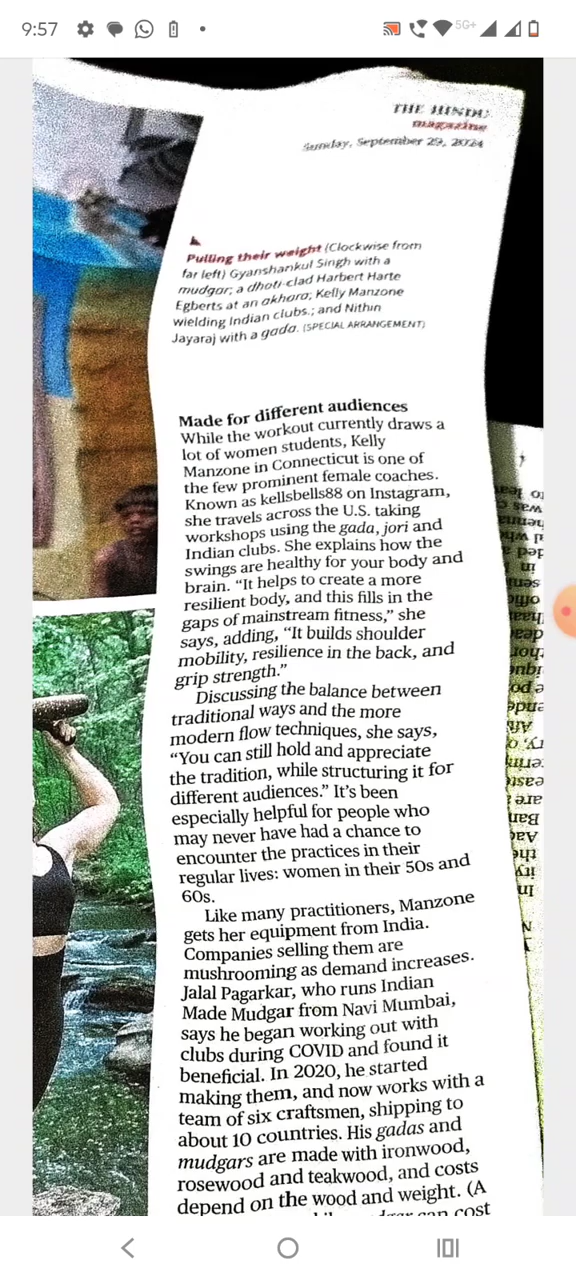 9:57
5G+
THE HINDU
magazine
Sunday, September 29, 2024
Pulling their weight (Clockwise from
far left) Gyanshankul Singh with a
mudgar; a dhoti-clad Harbert Harte
Egberts at an akhara; Kelly Manzone
wielding Indian clubs.; and Nithin
Jayaraj with a gada. (SPECIAL ARRANGEMENT)
Made for different audiences
While the workout currently draws a
lot of women students, Kelly
Manzone in Connecticut is one of
the few prominent female coaches.
Known as kellsbells88 on Instagram,
she travels across the U.S. taking
workshops using the gada, jori and
Indian clubs. She explains how the
swings are healthy for your body and
brain. “It helps to create a more
resilient body, and this fills in the
gaps of mainstream fitness,” she
says, adding, “It builds shoulder
mobility, resilience in the back, and
grip strength.”
Discussing the balance between
traditional ways and the more
modern flow techniques, she says,
“You can still hold and appreciate
the tradition, while structuring it for
different audiences.” It’s been
especially helpful for people who
may never have had a chance to
encounter the practices in their
regular lives: women in their 50s and
60s.
Like many practitioners, Manzone
gets her equipment from India.
Companies selling them are
mushrooming as demand increases.
Jalal Pagarkar, who runs Indian
Made Mudgar from Navi Mumbai,
says he began working out with
clubs during COVID and found it
beneficial. In 2020, he started
making them, and now works with a
team of six craftsmen, shipping to
about 10 countries. His gadas and
mudgars are made with ironwood,
rosewood and teakwood, and costs
depend on the wood and weight. (A
can cost